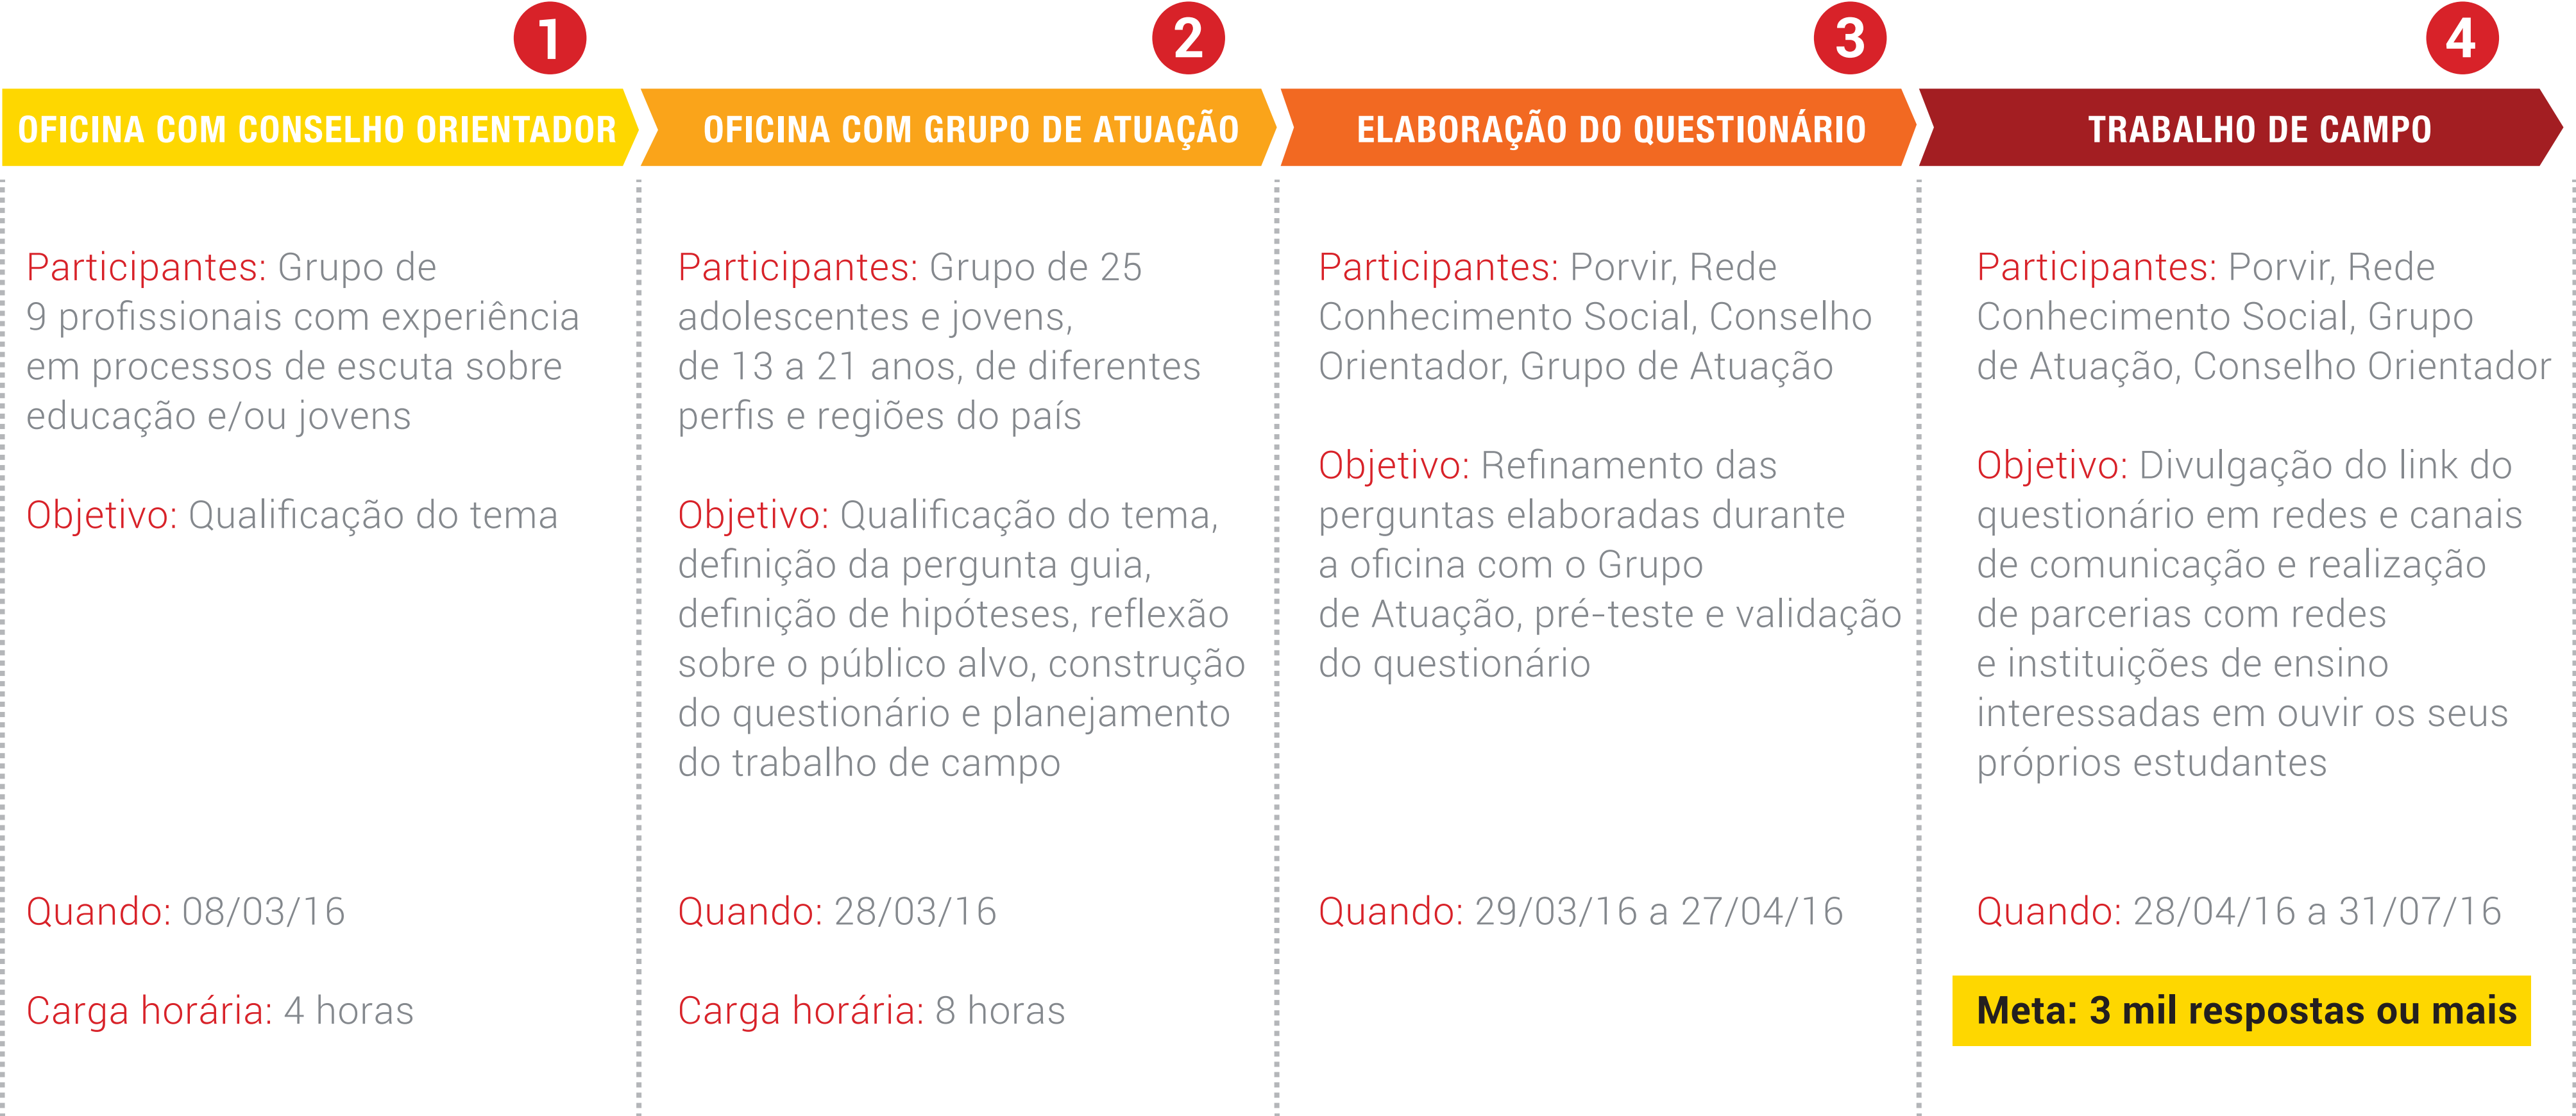 1
OFICINA COM CONSELHO ORIENTADOR
Participantes: Grupo de
9 profissionais com experiência
em processos de escuta sobre
educação e/ou jovens
Objetivo: Qualificação do tema
Quando: 08/03/16
Carga horária: 4 horas
2
OFICINA COM GRUPO DE ATUAÇÃO
Participantes: Grupo de 25
adolescentes e jovens,
de 13 a 21 anos, de diferentes
perfis e regiões do país
Objetivo: Qualificação do tema,
definição da pergunta guia,
definição de hipóteses, reflexão
sobre o público alvo, construção
do questionário e planejamento
do trabalho de campo
Quando: 28/03/16
Carga horária: 8 horas
3
ELABORAÇÃO DO QUESTIONÁRIO
Participantes: Porvir, Rede
Conhecimento Social, Conselho
Orientador, Grupo de Atuação
Objetivo: Refinamento das
perguntas elaboradas durante
a oficina com o Grupo
de Atuação, pré-teste e validação
do questionário
Quando: 29/03/16 a 27/04/16
4
TRABALHO DE CAMPO
Participantes: Porvir, Rede
Conhecimento Social, Grupo
de Atuação, Conselho Orientador
Objetivo: Divulgação do link do
questionário em redes e canais
de comunicação e realização
de parcerias com redes
e instituições de ensino
interessadas em ouvir os seus
próprios estudantes
Quando: 28/04/16 a 31/07/16
Meta: 3 mil respostas ou mais